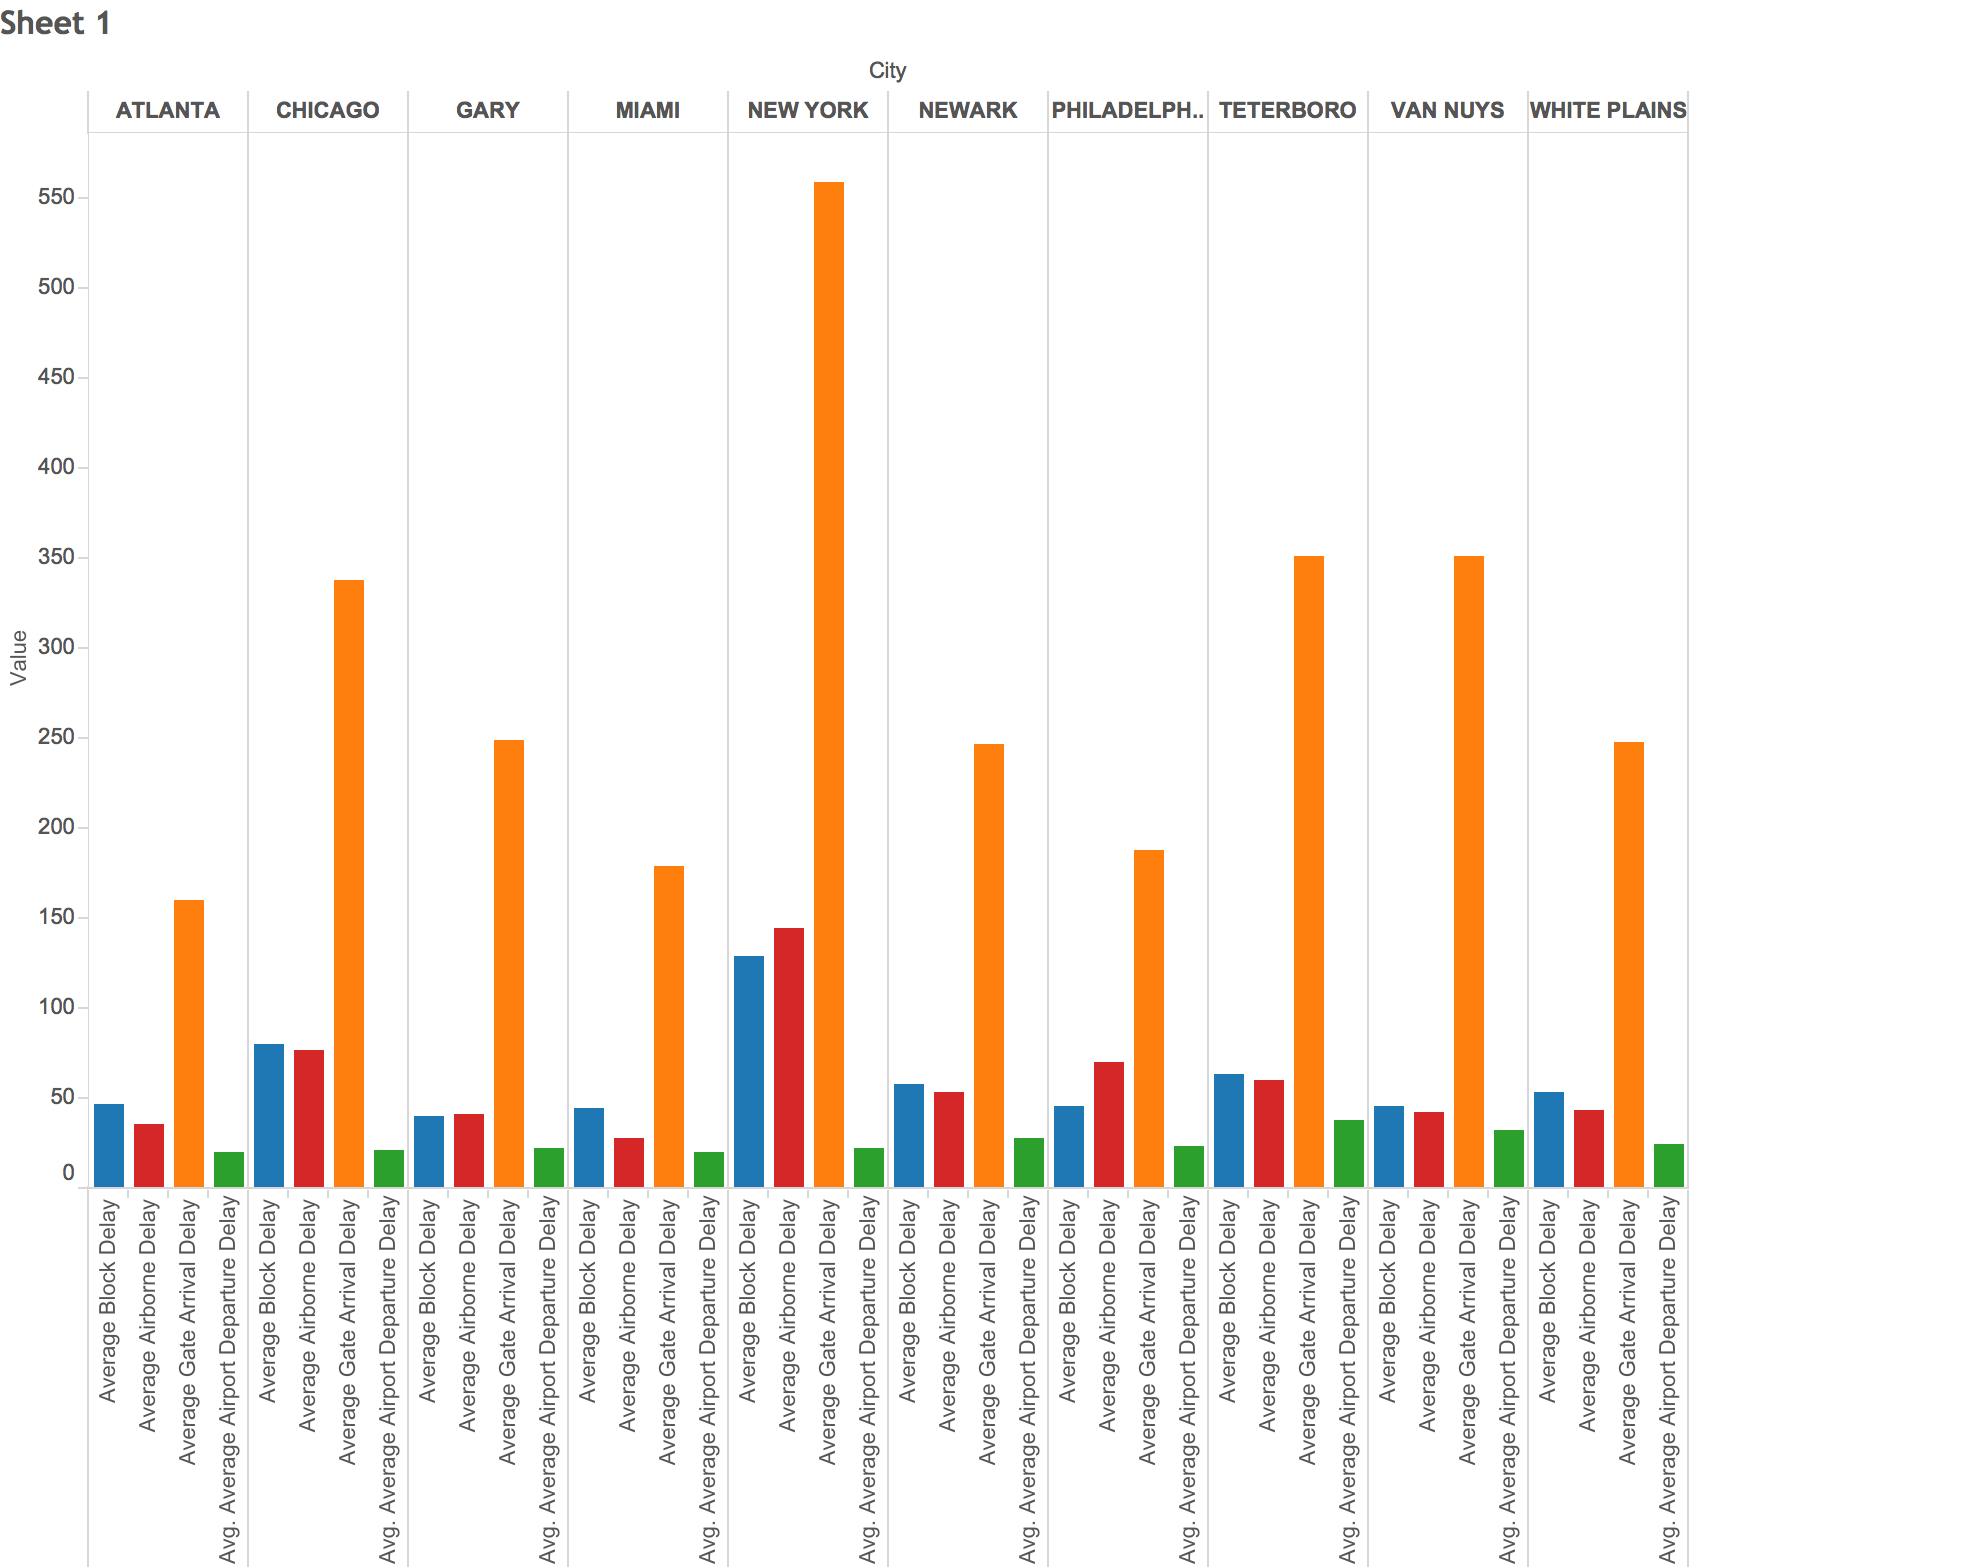 Sheet 1
City
ATLANTA CHICAGO GARY MIAMI NEW YORK NEWARK PHILADELPH.. TETERBORO VAN NUYS WHITE PLAINS
550
500
450
400
350
300
250
200
150
100
50
0
Value
Average Block Delay
Average Airborne Delay
Average Gate Arrival Delay
Avg. Average Airport Departure Delay
Average Block Delay
Average Airborne Delay
Average Gate Arrival Delay
Avg. Average Airport Departure Delay
Average Block Delay
Average Airborne Delay
Average Gate Arrival Delay
Avg. Average Airport Departure Delay
Average Block Delay
Average Airborne Delay
Average Gate Arrival Delay
Avg. Average Airport Departure Delay
Average Block Delay
Average Airborne Delay
Average Gate Arrival Delay
Avg. Average Airport Departure Delay
Average Block Delay
Average Airborne Delay
Average Gate Arrival Delay
Avg. Average Airport Departure Delay
Average Block Delay
Average Airborne Delay
Average Gate Arrival Delay
Avg. Average Airport Departure Delay
Average Block Delay
Average Airborne Delay
Average Gate Arrival Delay
Avg. Average Airport Departure Delay
Average Block Delay
Average Airborne Delay
Average Gate Arrival Delay
Avg. Average Airport Departure Delay
Average Block Delay
Average Airborne Delay
Average Gate Arrival Delay
Avg. Average Airport Departure Delay